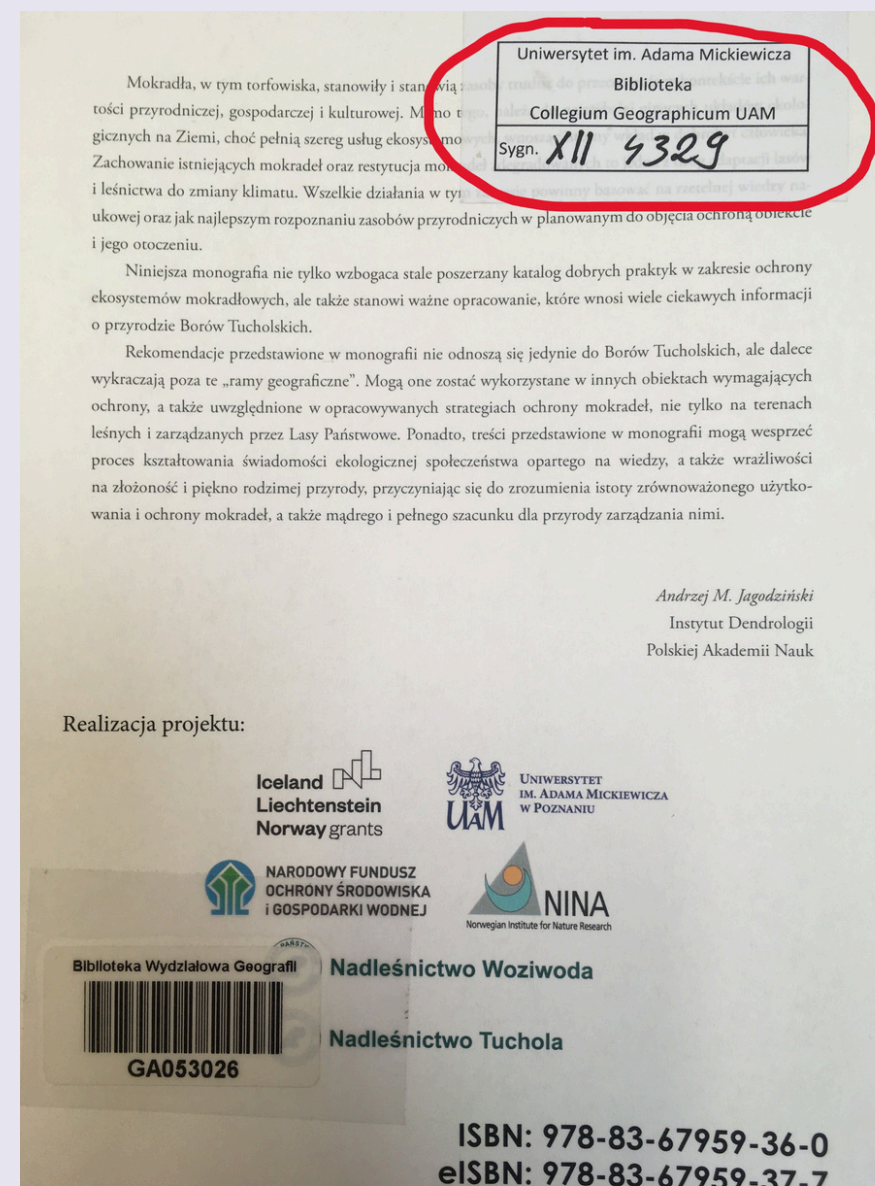 Uniwersytet im. Adama Mickiewicza
Biblioteka
Collegium Geographicum UAM
Sygn. XII 4329
Mokradła, w tym torfowiska, stanowiły i stanowią
tości przyrodniczej, gospodarczej i kulturowej.
gicznych na Ziemi, choć pełnią szereg usług
Zachowanie istniejących mokradeł oraz restytucja
i leśnictwa do zmiany klimatu. Wszelkie działania w powinny bazować na rzetelnej wiedzy na-
ukowej oraz jak najlepszym rozpoznaniu zasobów przyrodniczych w planowanym do objęcia ochroną obiekcie
i jego otoczeniu.
Niniejsza monografia nie tylko wzbogaca stale poszerzany katalog dobrych praktyk w zakresie ochrony
ekosystemów mokradłowych, ale także stanowi ważne opracowanie, które wnosi wiele ciekawych informacji
o przyrodzie Borów Tucholskich.
Rekomendacje przedstawione w monografii nie odnoszą się jedynie do Borów Tucholskich, ale dalece
wykraczają poza te „ramy geograficzne”. Mogą one zostać wykorzystane w innych obiektach wymagających
ochrony, a także uwzględnione w opracowywanych strategiach ochrony mokradeł, nie tylko na terenach
leśnych i zarządzanych przez Lasy Państwowe. Ponadto, treści przedstawione w monografii mogą wesprzeć
proces kształtowania świadomości ekologicznej społeczeństwa opartego na wiedzy, a także wrażliwości
na złożoność i piękno rodzimej przyrody, przyczyniając się do zrozumienia istoty zrównoważonego użytko-
wania i ochrony mokradeł, a także mądrego i pełnego szacunku dla przyrody zarządzania nimi.
Andrzej M. Jagodziński
Instytut Dendrologii
Polskiej Akademii Nauk
Realizacja projektu:
Iceland
Liechtenstein
Norway grants
UAM
UNIWERSYTET
IM. ADAMA MICKIEWICZA
W POZNANIU
NARODOWY FUNDUSZ
OCHRONY ŚRODOWISKA
i GOSPODARKI WODNEJ
NINA
Norwegian Institute for Nature Research
Biblioteka Wydziałowa Geografii
GA053026
Nadleśnictwo Woziwoda
Nadleśnictwo Tuchola
ISBN: 978-83-67959-36-0
eISBN: 978-83-67959-37-7